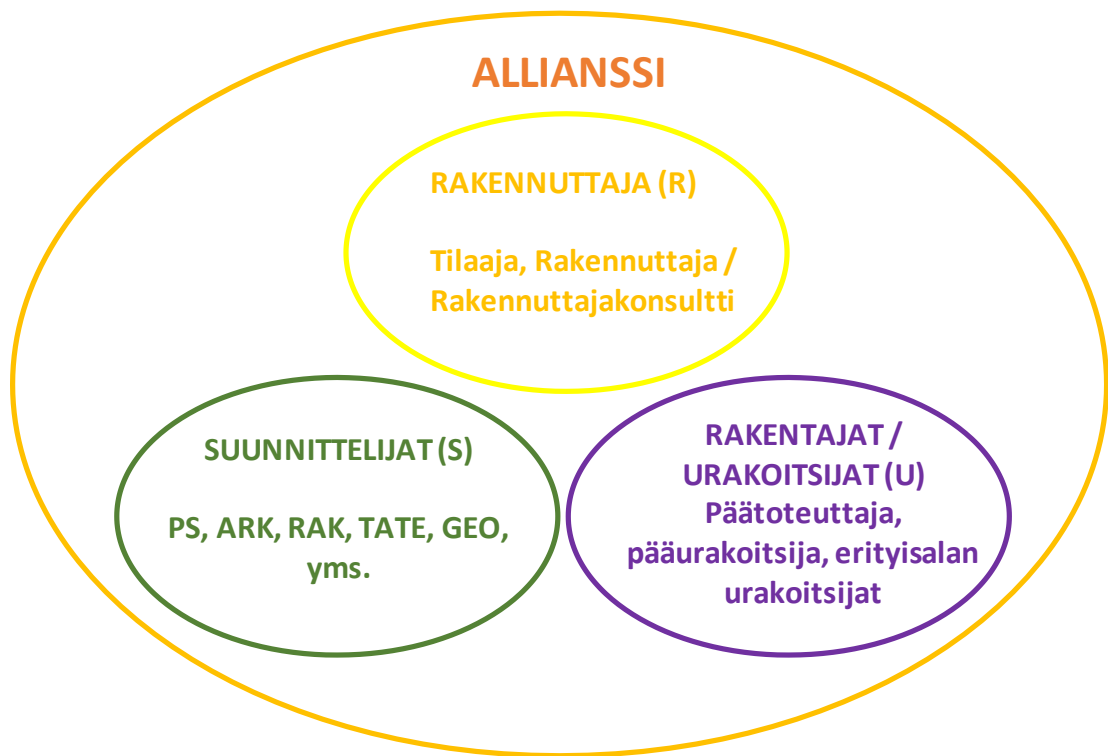 ALLIANSSI
RAKENNUTTAJA (R)
Tilaaja, Rakennuttaja /
Rakennuttajakonsultti
SUUNNITTELIJAT (S)
PS, ARK, RAK, TATE, GEO,
yms.
RAKENTAJAT /
URAKOITSIJAT (U)
Päätoteuttaja,
pääurakoitsija, erityisalan
urakoitsijat